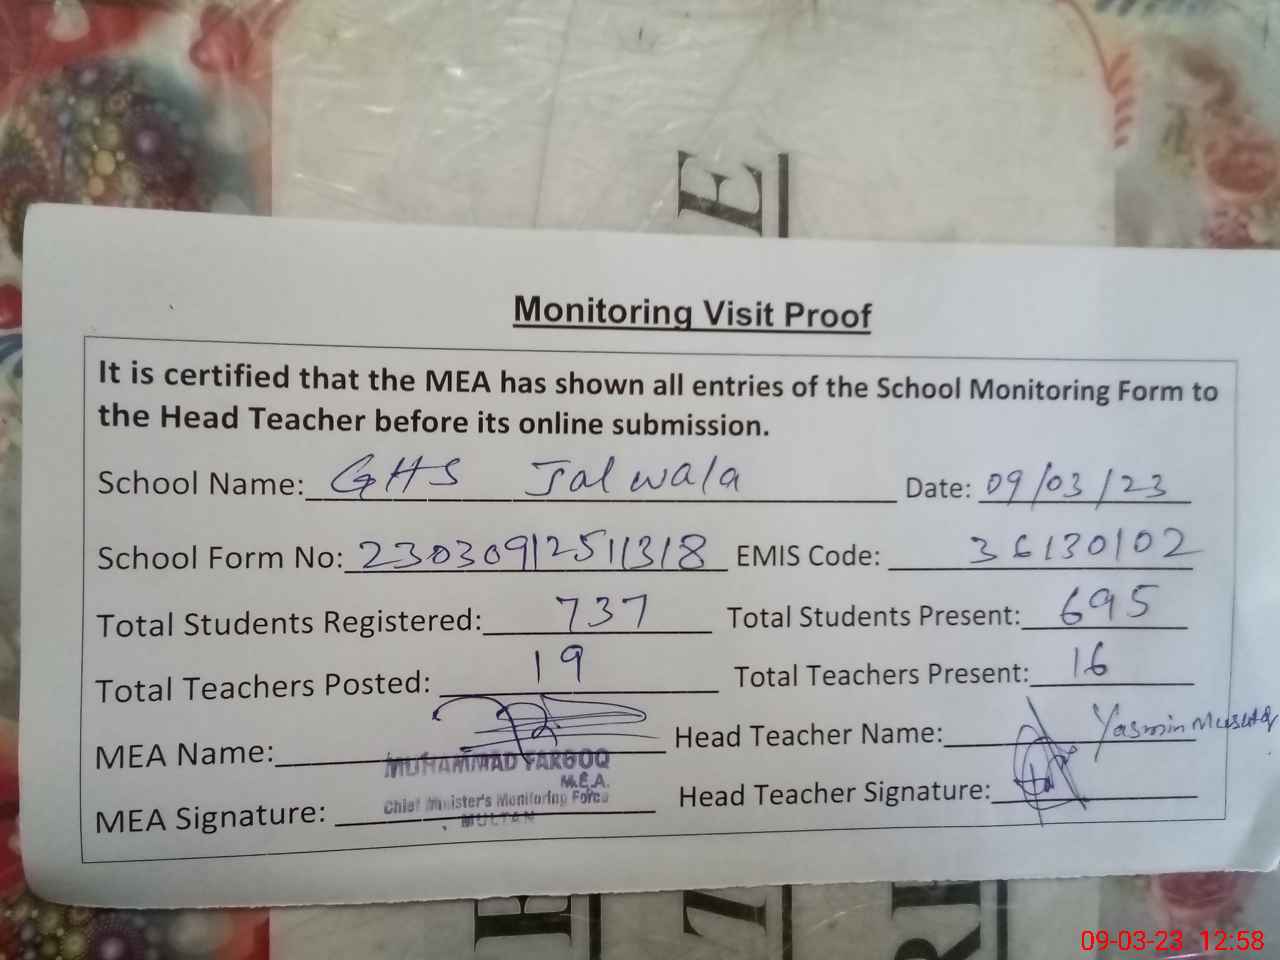 E
Monitoring Visit Proof
It is certified that the MEA has shown all entries of the School Monitoring Form to
the Head Teacher before its online submission.
School Name: GHS Jalwala Date: 09/03/23
School Form No: 23030912511318 EMIS Code: 36130102
Total Students Registered: 737 Total Students Present: 695
Total Teachers Posted: 19 Total Teachers Present: 16
MEA Name: Head Teacher Name: Yasmin
MUHAMMAD FAROOQ
M.E.A.
Chief Minister's Monitoring Force
MULTAN
MEA Signature: Head Teacher Signature:
09-03-23 12:58